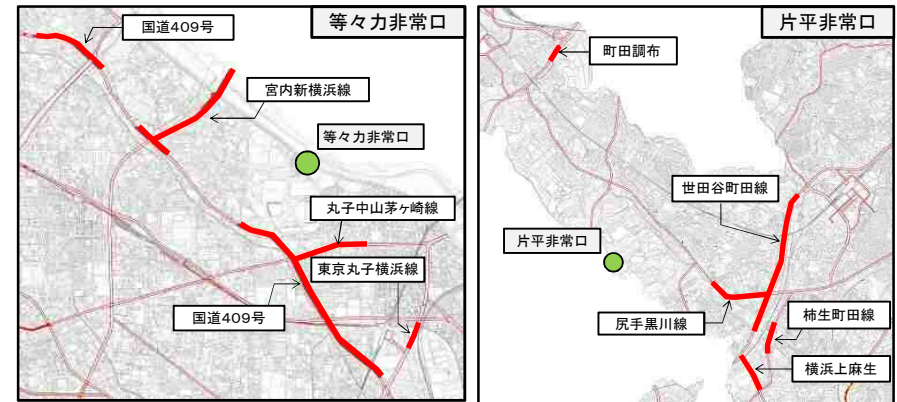 等々力非常口
国道409号
宮内新横浜線
等々力非常口
丸子中山茅ヶ崎線
東京丸子横浜線
国道409号
片平非常口
町田調布
世田谷町田線
片平非常口
尻手黒川線
柿生町田線
横浜上麻生